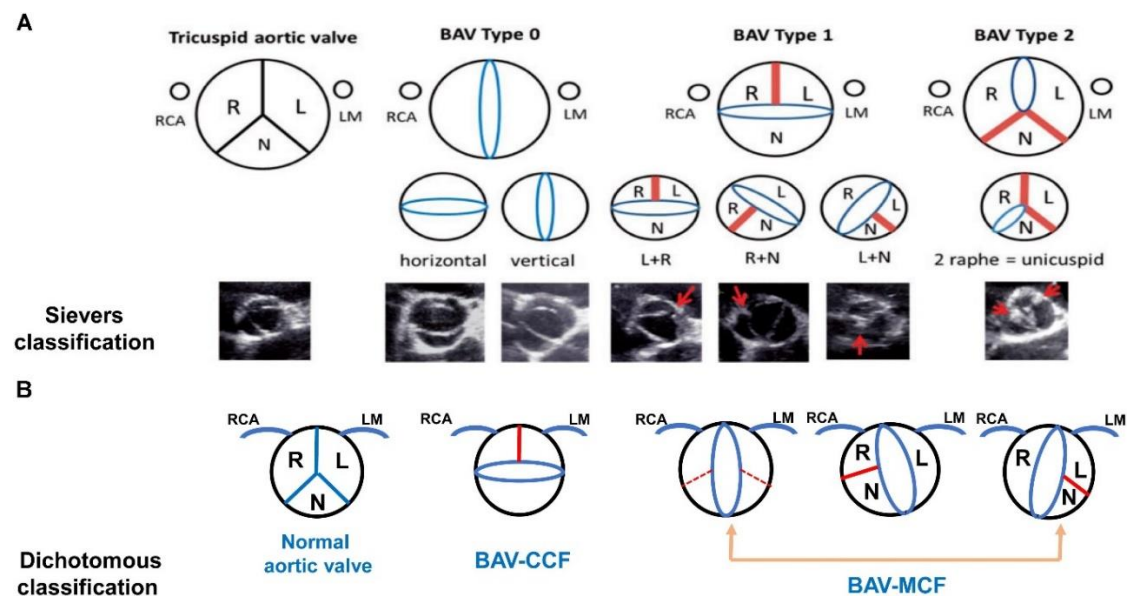 A
Tricuspid aortic valve
BAV Type 0
BAV Type 1
BAV Type 2
R L
N
RCA
LM
RCA
LM
R L
N
RCA
LM
R L
N
RCA
LM
R L
N
R
N
R
L
N
R L
N
horizontal
vertical
L+R
R+N
L+N
2 raphe = unicuspid
Sievers
classification
B
RCA
LM
R L
N
RCA
LM
RCA
LM
RCA
LM
R
L
N
RCA
LM
R
L
N
Normal
aortic valve
BAV-CCF
BAV-MCF
Dichotomous
classification